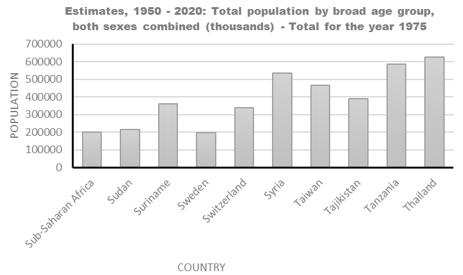 Estimates, 1950 - 2020: Total population by broad age group,
both sexes combined (thousands) - Total for the year 1975
POPULATION
700000
600000
500000
400000
300000
200000
100000
0
Sub-Saharan Africa
Sudan
Suriname
Sweden
Switzerland
Syria
Taiwan
Tajikistan
Tanzania
Thailand
COUNTRY